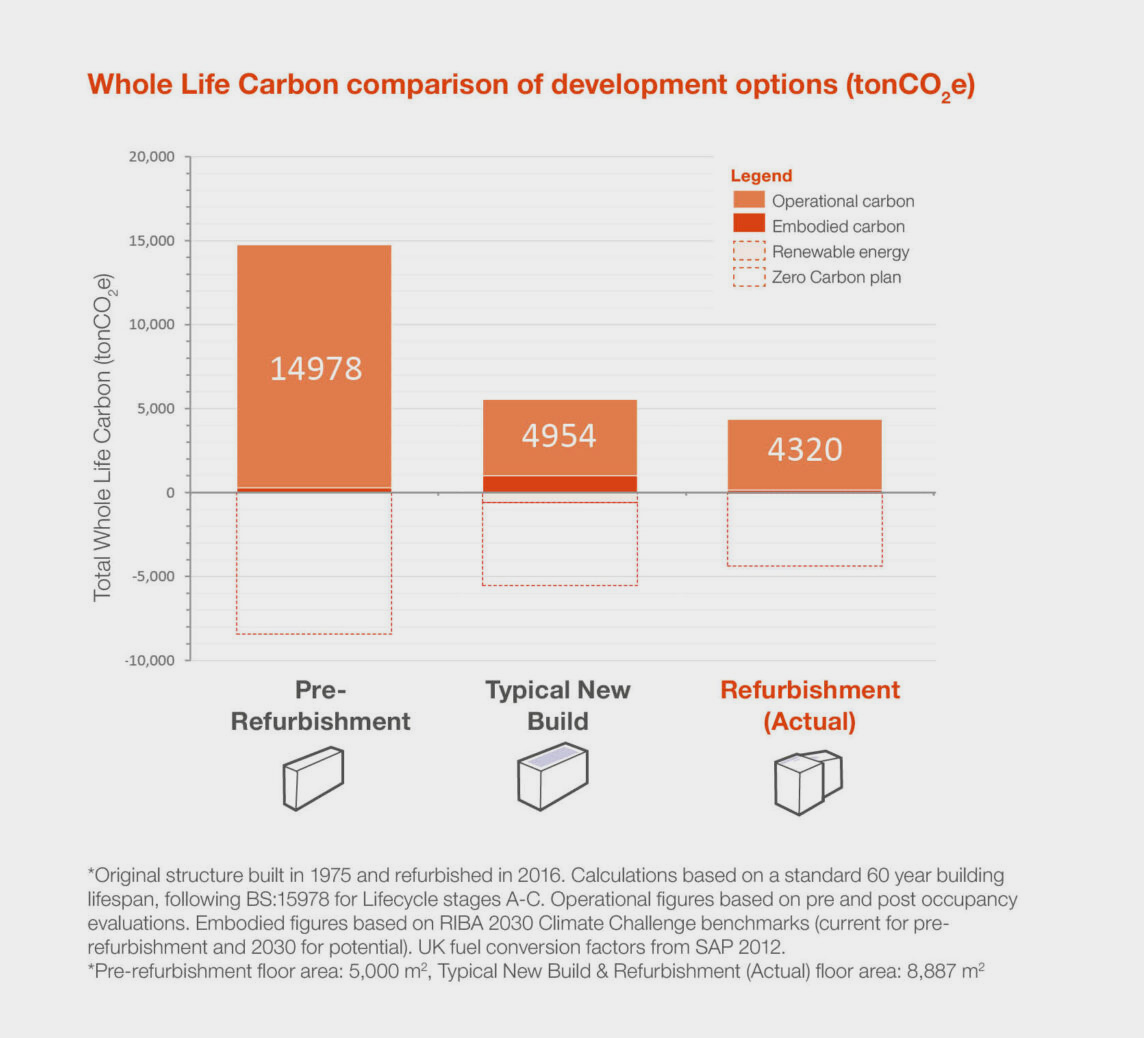 Whole Life Carbon comparison of development options (tonCO₂e)
20,000
15,000
10,000
5,000
0
-5,000
-10,000
Total Whole Life Carbon (tonCO₂e)
Legend
Operational carbon
Embodied carbon
Renewable energy
Zero Carbon plan
14978
4954
4320
Pre-
Refurbishment
Typical New
Build
Refurbishment
(Actual)
*Original structure built in 1975 and refurbished in 2016. Calculations based on a standard 60 year building
lifespan, following BS:15978 for Lifecycle stages A-C. Operational figures based on pre and post occupancy
evaluations. Embodied figures based on RIBA 2030 Climate Challenge benchmarks (current for pre-
refurbishment and 2030 for potential). UK fuel conversion factors from SAP 2012.
*Pre-refurbishment floor area: 5,000 m², Typical New Build & Refurbishment (Actual) floor area: 8,887 m²